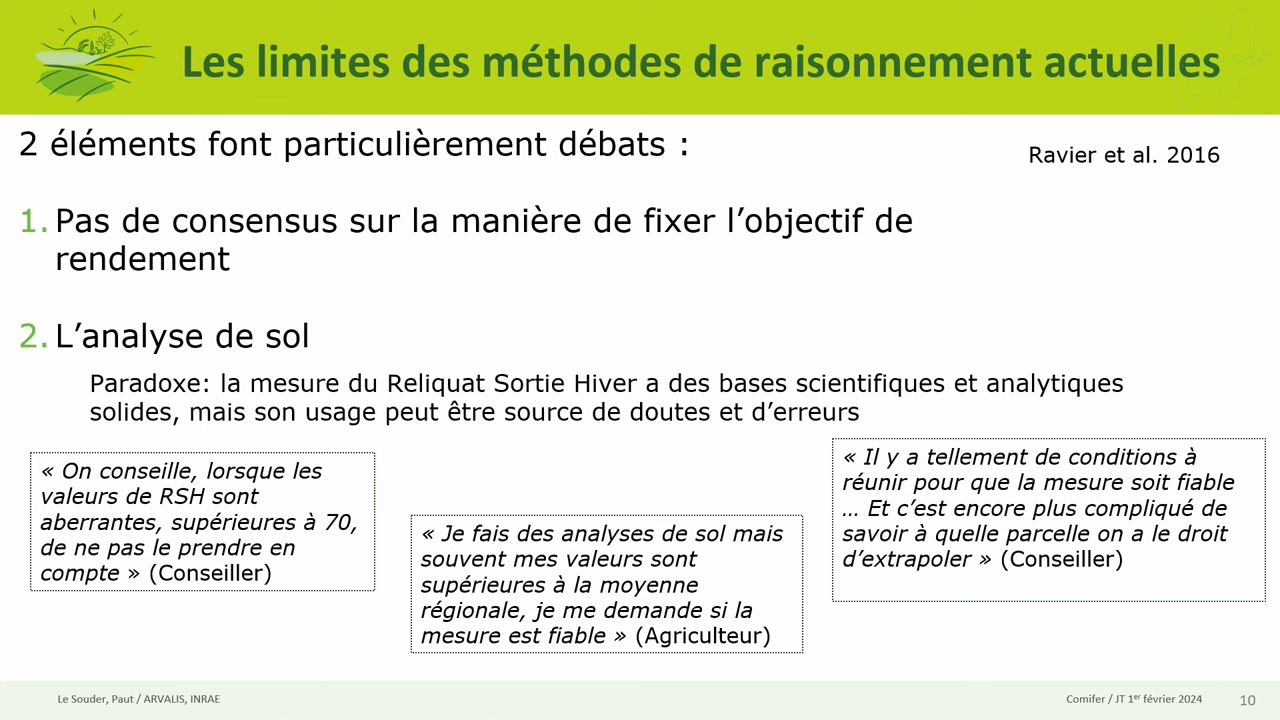 Les limites des méthodes de raisonnement actuelles
2 éléments font particulièrement débats :
Ravier et al. 2016
1. Pas de consensus sur la manière de fixer l’objectif de
rendement
2. L’analyse de sol
Paradoxe: la mesure du Reliquat Sortie Hiver a des bases scientifiques et analytiques
solides, mais son usage peut être source de doutes et d’erreurs
« On conseille, lorsque les
valeurs de RSH sont
aberrantes, supérieures à 70,
de ne pas le prendre en
compte » (Conseiller)
« Je fais des analyses de sol mais
souvent mes valeurs sont
supérieures à la moyenne
régionale, je me demande si la
mesure est fiable » (Agriculteur)
« Il y a tellement de conditions à
réunir pour que la mesure soit fiable
… Et c’est encore plus compliqué de
savoir à quelle parcelle on a le droit
d’extrapoler » (Conseiller)
Le Souder, Paut / ARVALIS, INRAE
Comifer / JT 1er février 2024
10